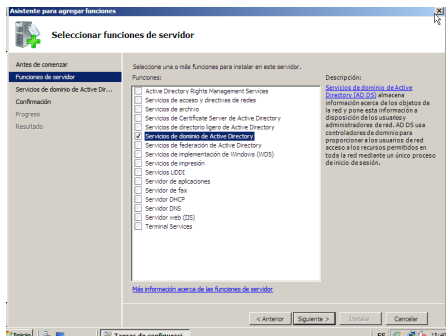 Asistente para agregar funciones
Seleccionar funciones de servidor
Antes de comenzar
Funciones de servidor
Servicios de dominio de Active Dir...
Confirmación
Progreso
Resultado
Seleccione una o más funciones para instalar en este servidor.
Funciones:
Active Directory Rights Management Services
Servicios de acceso y directivas de redes
Servicios de archivo
Servicios de Certificate Server de Active Directory
Servicios de directorio ligero de Active Directory
Servicios de dominio de Active Directory
Servicios de federación de Active Directory
Servicios de implementación de Windows (WDS)
Servicios de impresión
Servicios UDDI
Servidor de aplicaciones
Servidor de fax
Servidor DHCP
Servidor DNS
Servidor web (IIS)
Terminal Services
Más información acerca de las funciones de servidor
Descripción:
Servicios de dominio de Active
Directory (AD DS) almacena
información acerca de los objetos de
la red y pone esta información a
disposición de los usuarios y
administradores de red. AD DS usa
controladores de dominio para
proporcionar a los usuarios de red
acceso a los recursos permitidos en
toda la red mediante un único proceso
de inicio de sesión.
< Anterior
Siguiente >
Instalar
Cancelar
Inicio
ES